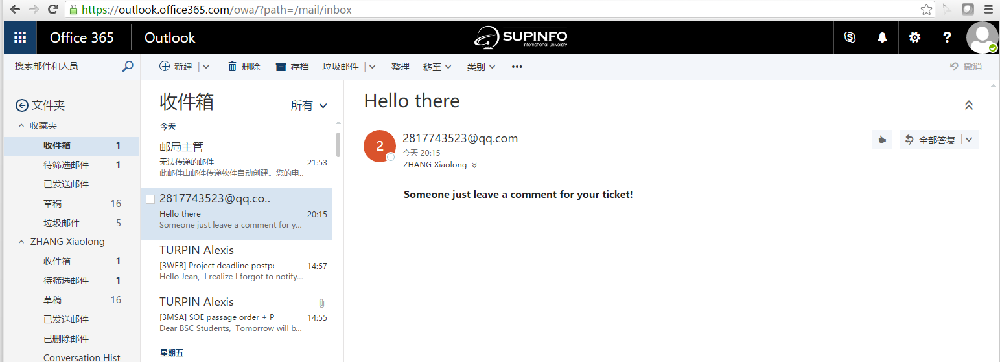 https://outlook.office365.com/owa/?path=/mail/inbox
Office 365
Outlook
SUPINFO
International University
?
搜索邮件和人员
新建
删除
存档
垃圾邮件
整理
移至
类别
•••
撤消
文件夹
收藏夹
收件箱 1
待筛选邮件 1
已发送邮件
草稿 16
垃圾邮件 5
ZHANG Xiaolong
收件箱 1
待筛选邮件 1
草稿 16
已发送邮件
已删除邮件
Conversation Histo
收件箱
所有
今天
邮局主管
无法传递的邮件 21:53
此邮件由邮件传递软件自动创建。您的电..
2817743523@qq.co..
Hello there 20:15
Someone just leave a comment for y...
TURPIN Alexis
[3WEB] Project deadline postpo 14:57
Hello Jean, I realize I forgot to notify...
TURPIN Alexis
[3MSA] SOE passage order + P 14:55
Dear BSC Students, Tomorrow will b...
星期五
Hello there
2
2817743523@qq.com
今天 20:15
ZHANG Xiaolong
全部答复
Someone just leave a comment for your ticket!